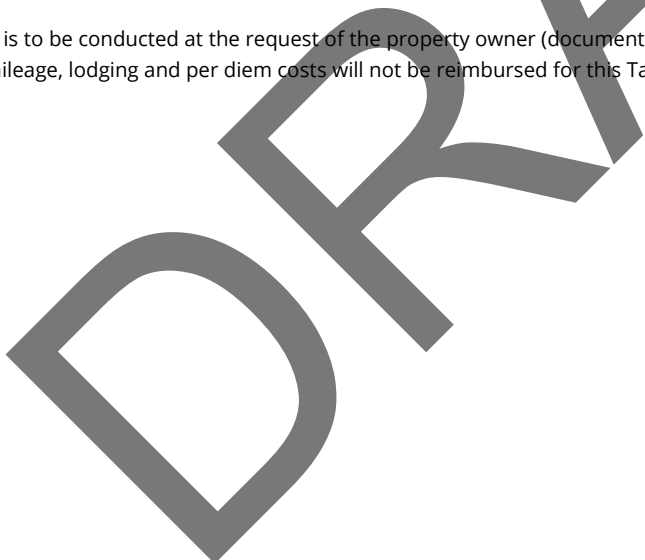 is to be conducted at the request of the property owner (document
ileage, lodging and per diem costs will not be reimbursed for this Ta
DRA